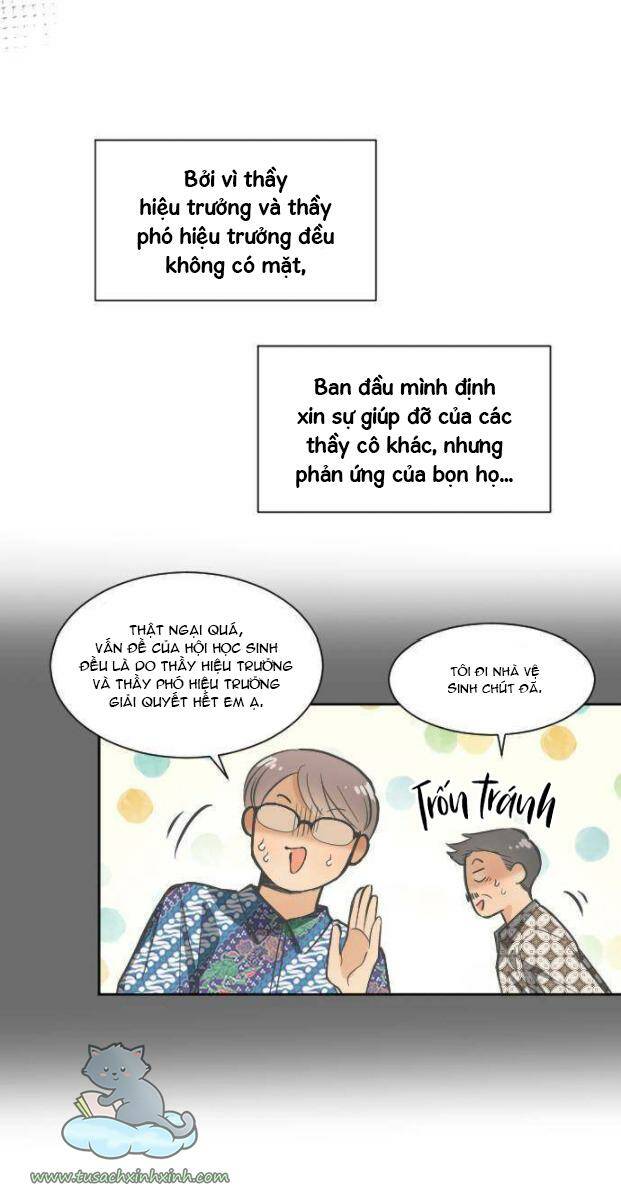 Bởi vì thầy
hiệu trưởng và thầy
phó hiệu trưởng đều
không có mặt,
Ban đầu mình định
xin sự giúp đỡ của các
thầy cô khác, nhưng
phản ứng của bọn họ...
THẬT NGẠI QUÁ,
VẤN ĐỀ CỦA HỘI HỌC SINH
ĐỀU LÀ DO THẦY HIỆU TRƯỞNG
VÀ THẦY PHÓ HIỆU TRƯỞNG
GIẢI QUYẾT HẾT EM Ạ.
TÔI ĐI NHÀ VỆ
SINH CHÚT ĐÃ.
Trốn tránh
www.tusachxinhxinh.com